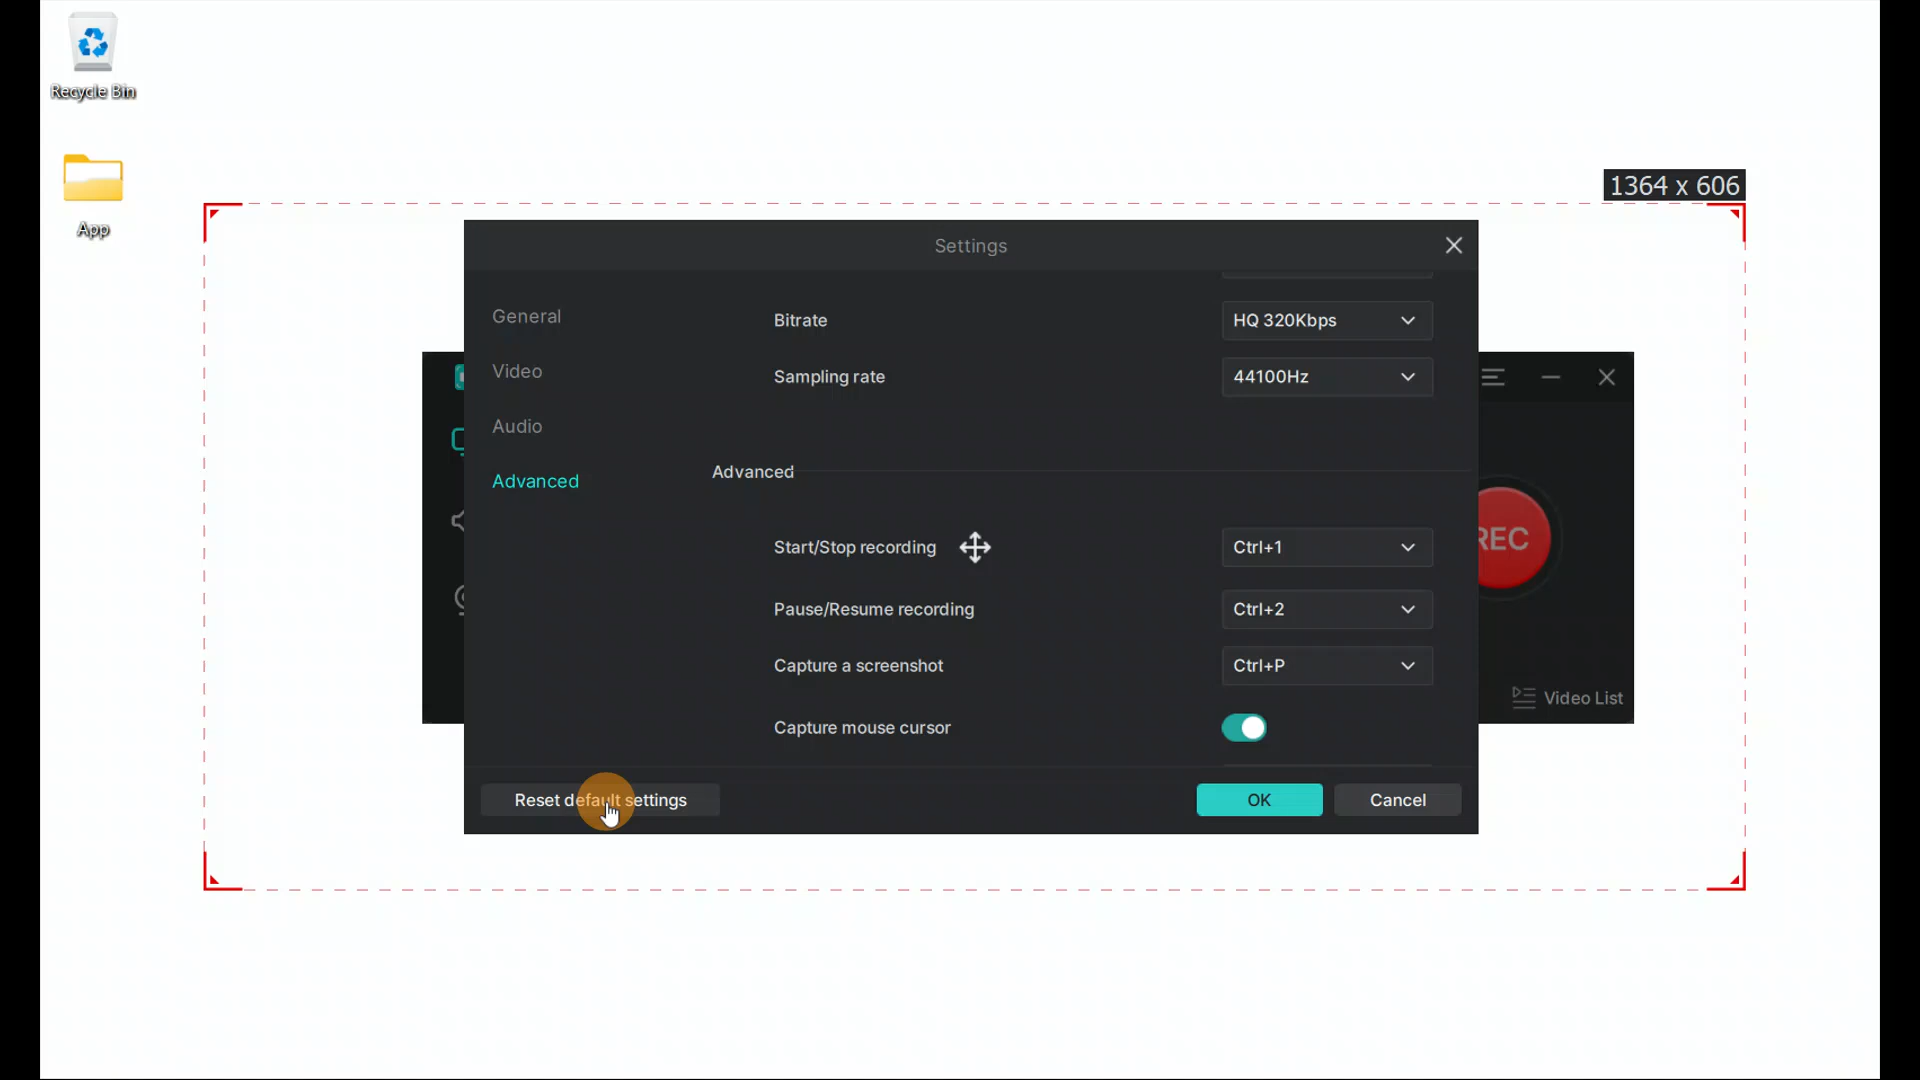 Recycle Bin
App
1364 x 606
Settings
General
Video
Audio
Advanced
Bitrate
HQ 320Kbps
Sampling rate
44100Hz
Advanced
Start/Stop recording
Ctrl+1
Pause/Resume recording
Ctrl+2
Capture a screenshot
Ctrl+P
Capture mouse cursor
Reset default settings
OK
Cancel
REC
Video List